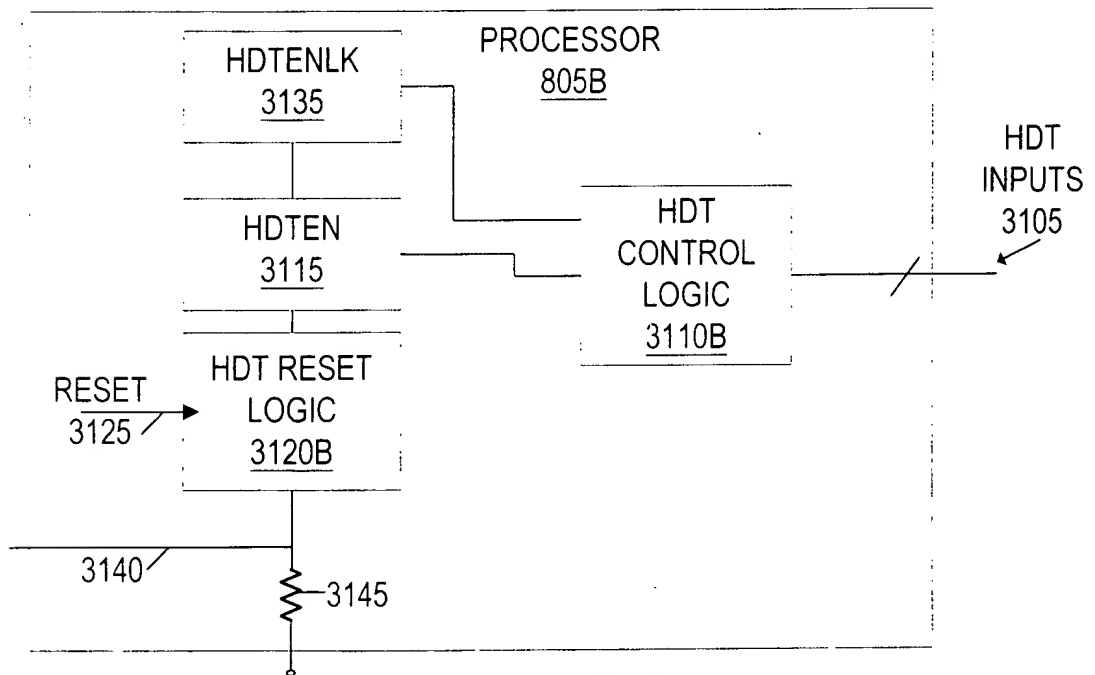 HDTENLK
3135
PROCESSOR
805B
HDT
INPUTS
3105
HDTEN
3115
HDT
CONTROL
LOGIC
3110B
RESET
3125
HDT RESET
LOGIC
3120B
3140
3145